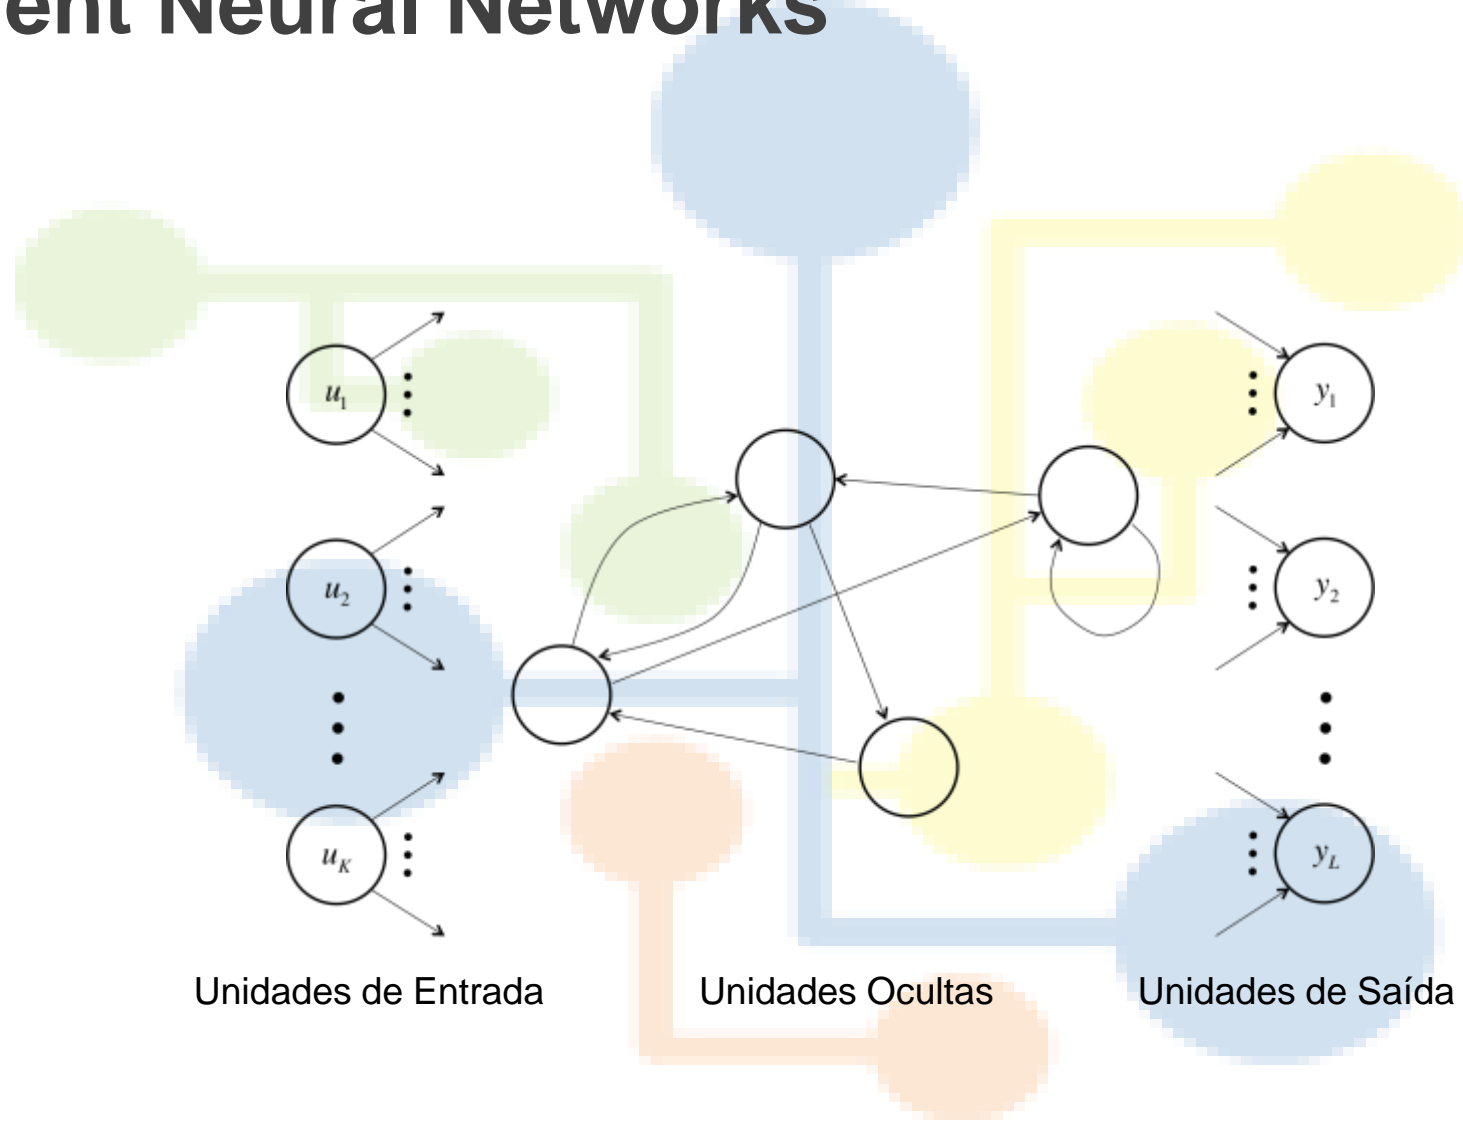 ent Neural Networks
u1
y1
u2
y2
uK
yL
Unidades de Entrada
Unidades Ocultas
Unidades de Saída